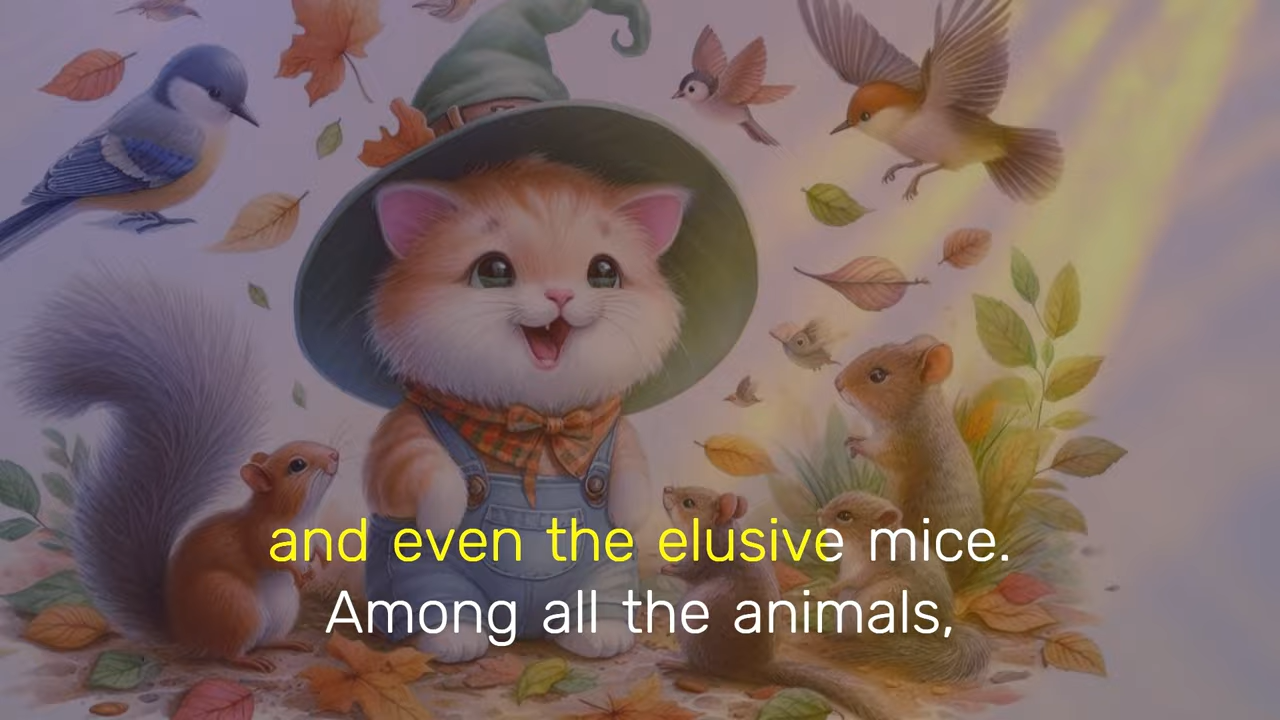 and even the elusive mice.
Among all the animals,